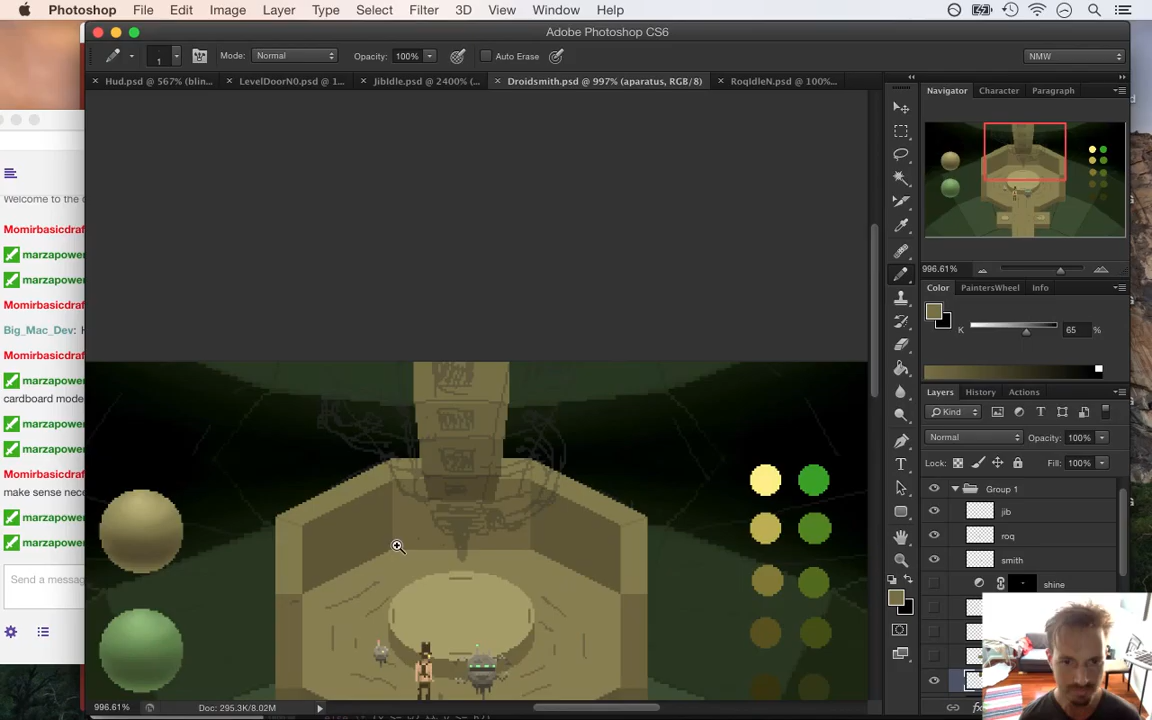 Photoshop File Edit Image Layer Type Select Filter 3D View Window Help
Adobe Photoshop CS6
1 Mode: Normal Opacity: 100% Auto Erase NMW
Hud.psd @ 567% (blin... LevelDoorN0.psd @ 1... JibIdle.psd @ 2400% (... Droidsmith.psd @ 997% (aparatus, RGB/8) RoqIdleN.psd @ 100%...
Navigator Character Paragraph
996.61%
Color PaintersWheel Info
K 65 %
Layers History Actions
Kind
Normal Opacity: 100%
Lock: Fill: 100%
Group 1
jib
roq
smith
shine
Welcome to the
Momirbasicdraf
marzapower
marzapower
Momirbasicdraf
Big_Mac_Dev:
Momirbasicdraf
marzapower
cardboard mode
marzapower
marzapower
Momirbasicdraf
make sense nece
marzapower
marzapower
Send a messag
996.61% Doc: 295.3K/8.02M